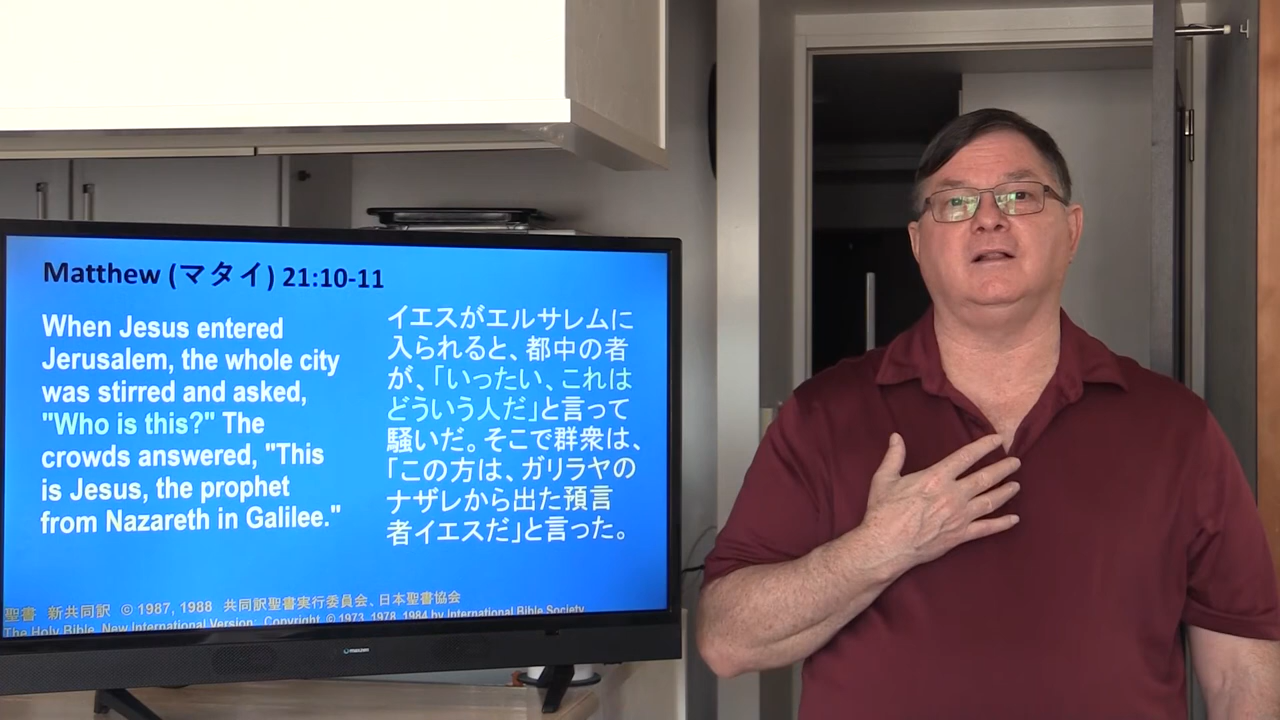 Matthew (マタイ) 21:10-11
When Jesus entered
Jerusalem, the whole city
was stirred and asked,
"Who is this?" The
crowds answered, "This
is Jesus, the prophet
from Nazareth in Galilee."
イエスがエルサレムに
入られると、都中の者
が、「いったい、これは
どういう人だ」と言って
騒いだ。そこで群衆は、
「この方は、ガリラヤの
ナザレから出た預言
者イエスだ」と言った。
聖書 新共同訳 © 1987, 1988 共同訳聖書実行委員会、日本聖書協会
The Holy Bible, New International Version: Copyright © 1973, 1978, 1984 by International Bible Society
maxzen